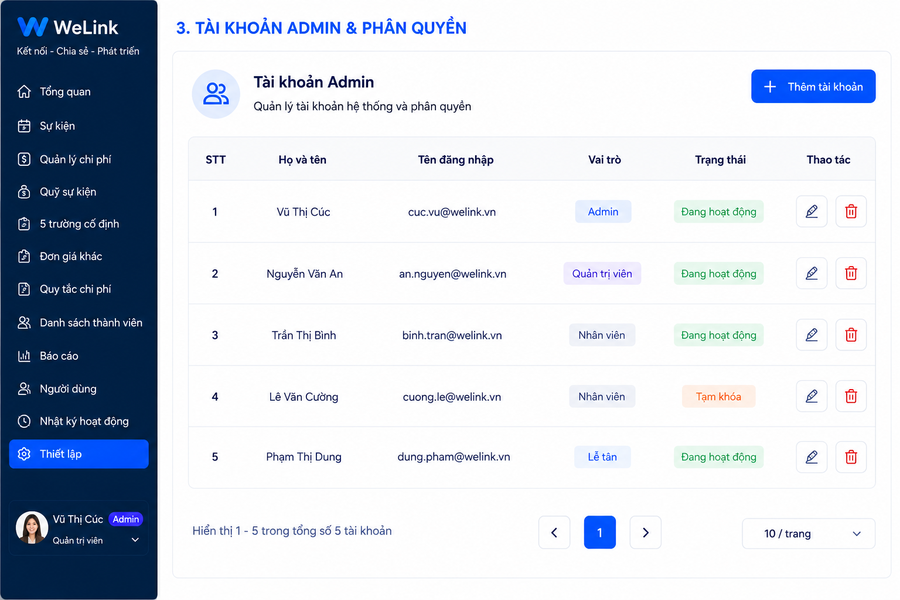 WeLink
Kết nối - Chia sẻ - Phát triển
Tổng quan
Sự kiện
Quản lý chi phí
Quỹ sự kiện
5 trường cố định
Đơn giá khác
Quy tắc chi phí
Danh sách thành viên
Báo cáo
Người dùng
Nhật ký hoạt động
Thiết lập
Vũ Thị Cúc Admin
Quản trị viên
3. TÀI KHOẢN ADMIN & PHÂN QUYỀN
Tài khoản Admin
Quản lý tài khoản hệ thống và phân quyền
Thêm tài khoản
STT Họ và tên Tên đăng nhập Vai trò Trạng thái Thao tác
1 Vũ Thị Cúc cuc.vu@welink.vn Admin Đang hoạt động
2 Nguyễn Văn An an.nguyen@welink.vn Quản trị viên Đang hoạt động
3 Trần Thị Bình binh.tran@welink.vn Nhân viên Đang hoạt động
4 Lê Văn Cường cuong.le@welink.vn Nhân viên Tạm khóa
5 Phạm Thị Dung dung.pham@welink.vn Lễ tân Đang hoạt động
Hiển thị 1 - 5 trong tổng số 5 tài khoản
1
10 / trang